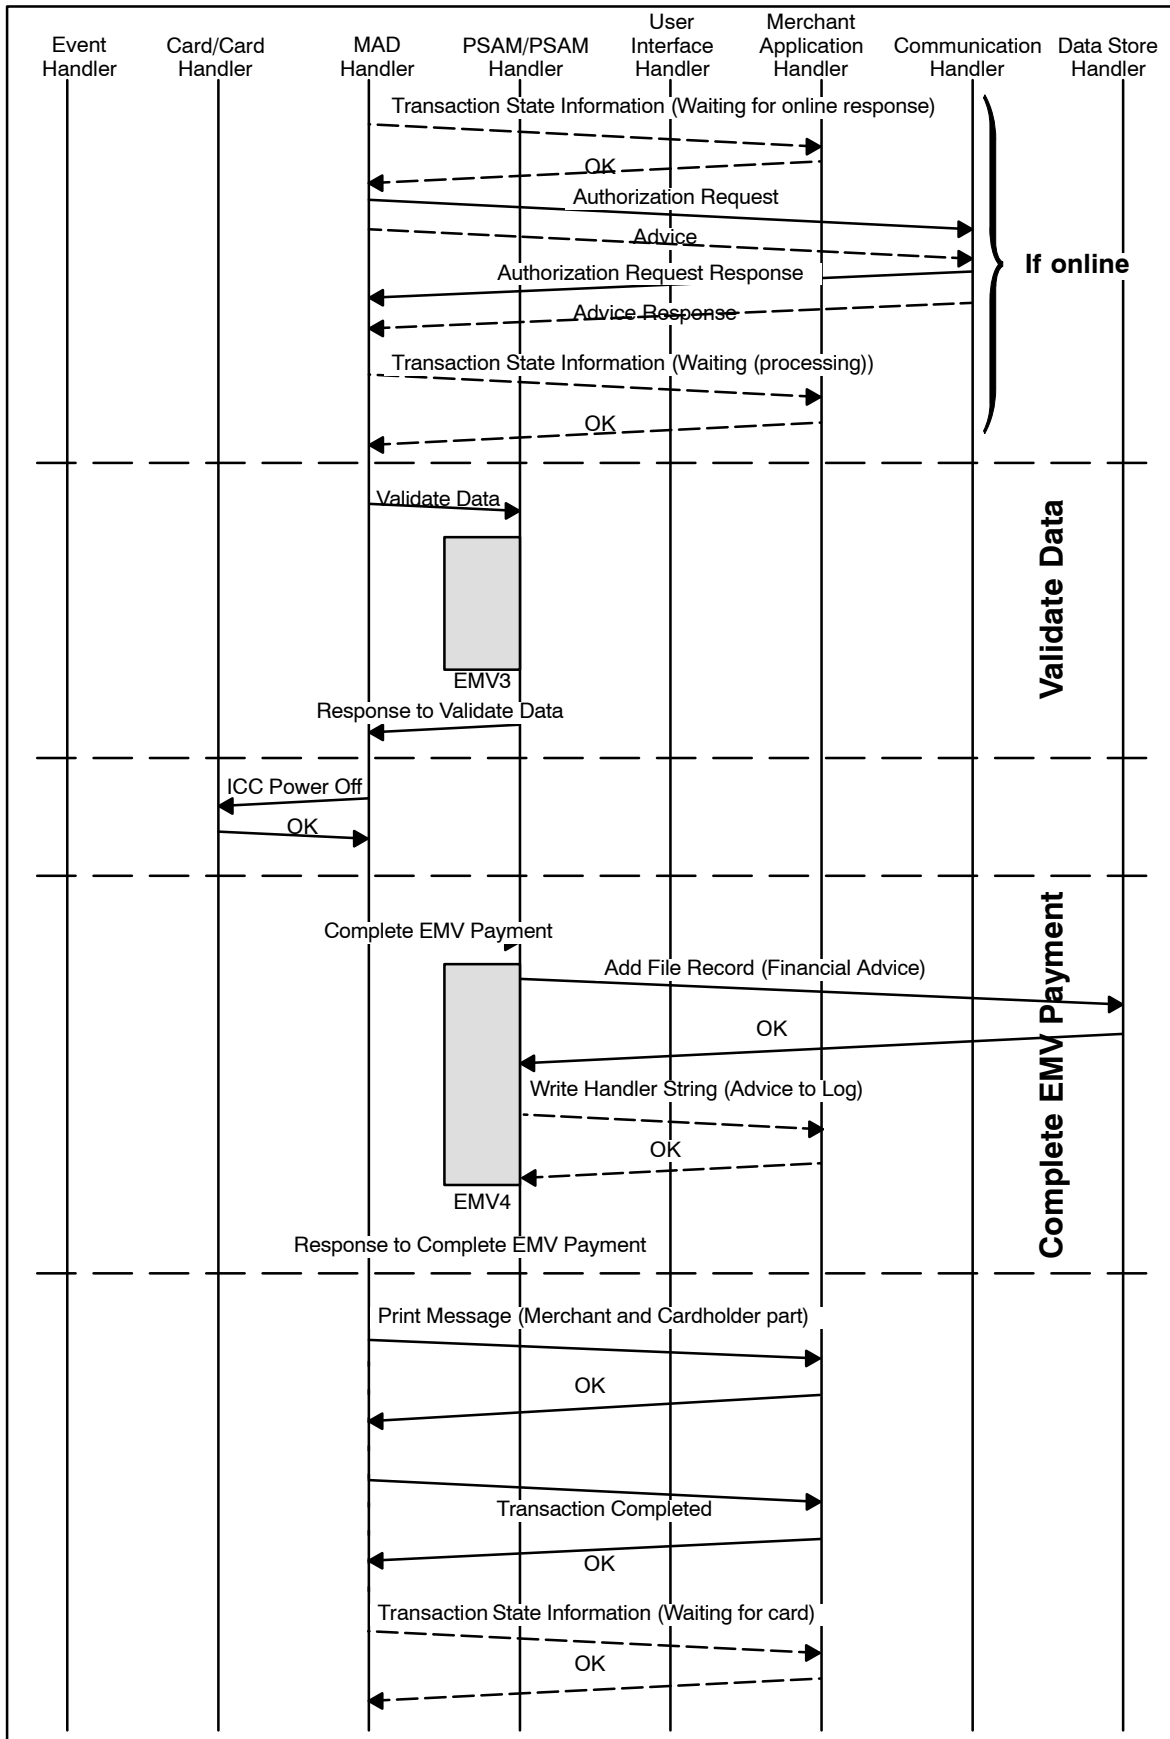 Event
Handler
Card/Card
Handler
MAD
Handler
PSAM/PSAM
Handler
User
Interface
Handler
Merchant
Application
Handler
Communication
Handler
Data Store
Handler
Transaction State Information (Waiting for online response)
OK
Authorization Request
Advice
If online
Authorization Request Response
Advice Response
Transaction State Information (Waiting (processing))
OK
Validate Data
Validate Data
EMV3
Response to Validate Data
ICC Power Off
OK
Complete EMV Payment
Complete EMV Payment
Add File Record (Financial Advice)
OK
Write Handler String (Advice to Log)
OK
EMV4
Response to Complete EMV Payment
Print Message (Merchant and Cardholder part)
OK
Transaction Completed
OK
Transaction State Information (Waiting for card)
OK